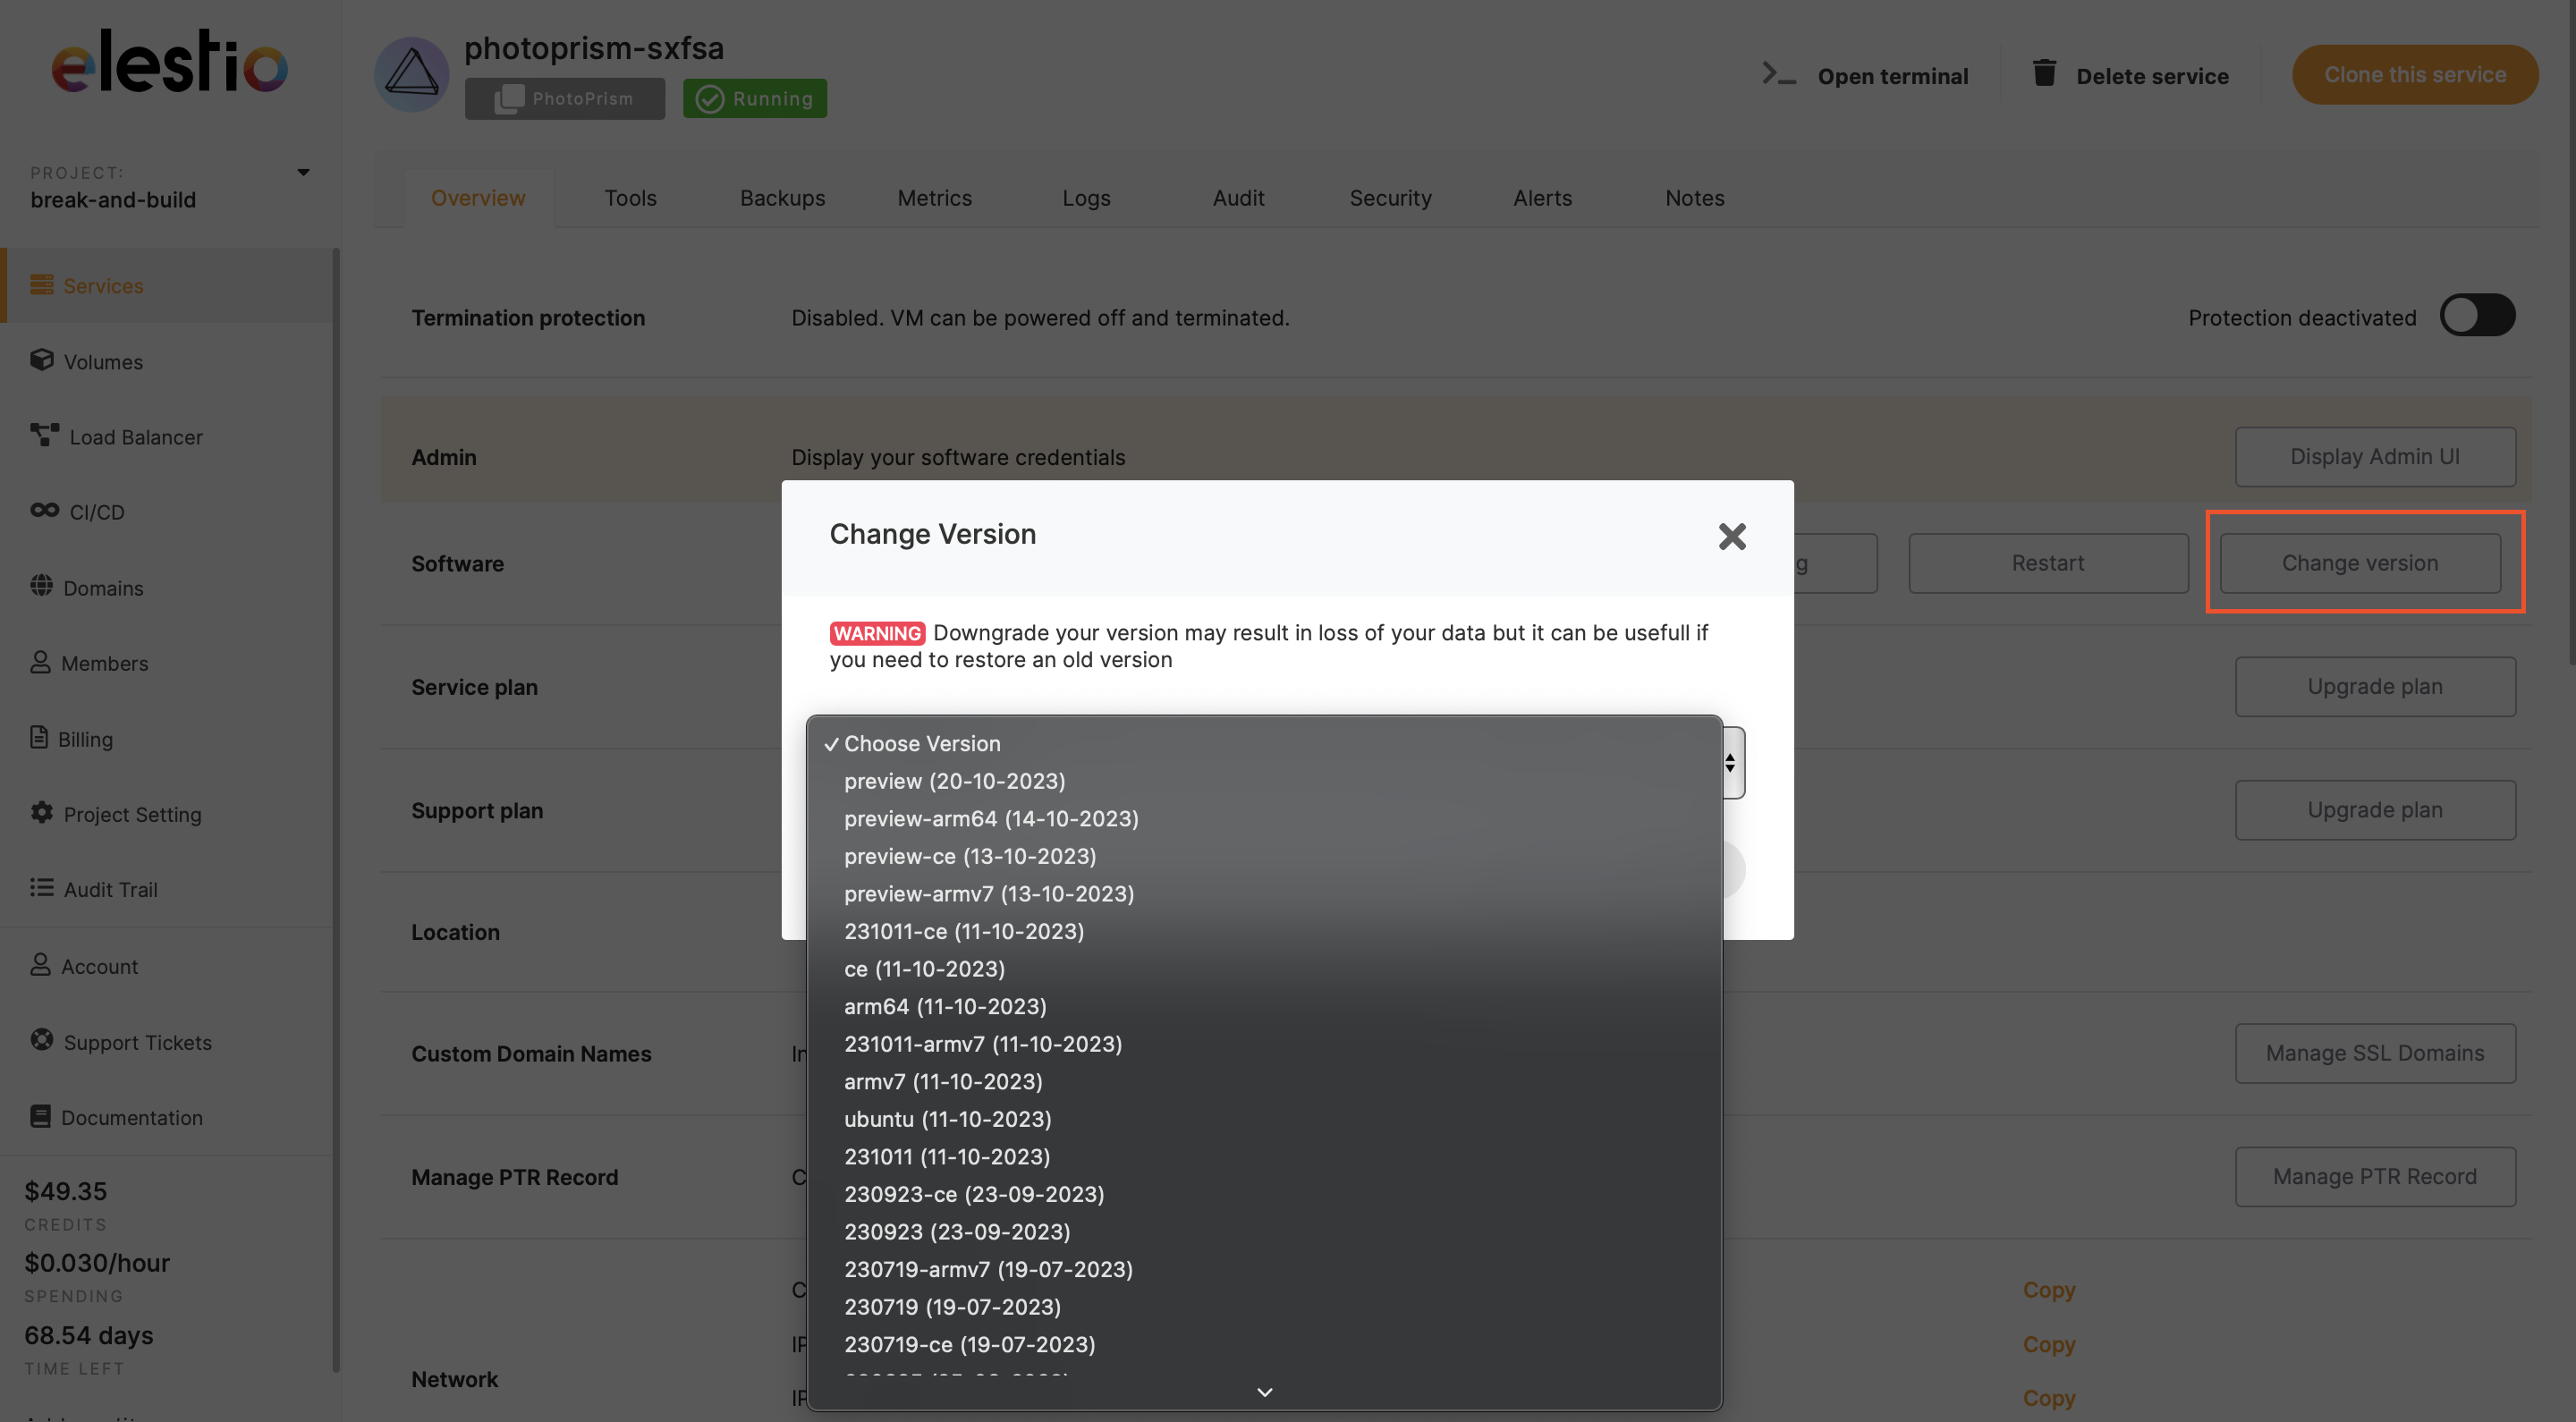 elestio
PROJECT:
break-and-build
Services
Volumes
Load Balancer
CI/CD
Domains
Members
Billing
Project Setting
Audit Trail
Account
Support Tickets
Documentation
$49.35
CREDITS
$0.030/hour
SPENDING
68.54 days
TIME LEFT
photoprism-sxfsa
PhotoPrism
Running
Open terminal
Delete service
Clone this service
Overview
Tools
Backups
Metrics
Logs
Audit
Security
Alerts
Notes
Termination protection
Disabled. VM can be powered off and terminated.
Protection deactivated
Admin
Display your software credentials
Display Admin UI
Software
g
Restart
Change version
Service plan
Upgrade plan
Support plan
Upgrade plan
Location
Custom Domain Names
In
Manage SSL Domains
Manage PTR Record
C
Manage PTR Record
Network
C
Copy
IP
Copy
IP
Copy
Change Version
WARNING Downgrade your version may result in loss of your data but it can be usefull if
you need to restore an old version
✓ Choose Version
preview (20-10-2023)
preview-arm64 (14-10-2023)
preview-ce (13-10-2023)
preview-armv7 (13-10-2023)
231011-ce (11-10-2023)
ce (11-10-2023)
arm64 (11-10-2023)
231011-armv7 (11-10-2023)
armv7 (11-10-2023)
ubuntu (11-10-2023)
231011 (11-10-2023)
230923-ce (23-09-2023)
230923 (23-09-2023)
230719-armv7 (19-07-2023)
230719 (19-07-2023)
230719-ce (19-07-2023)